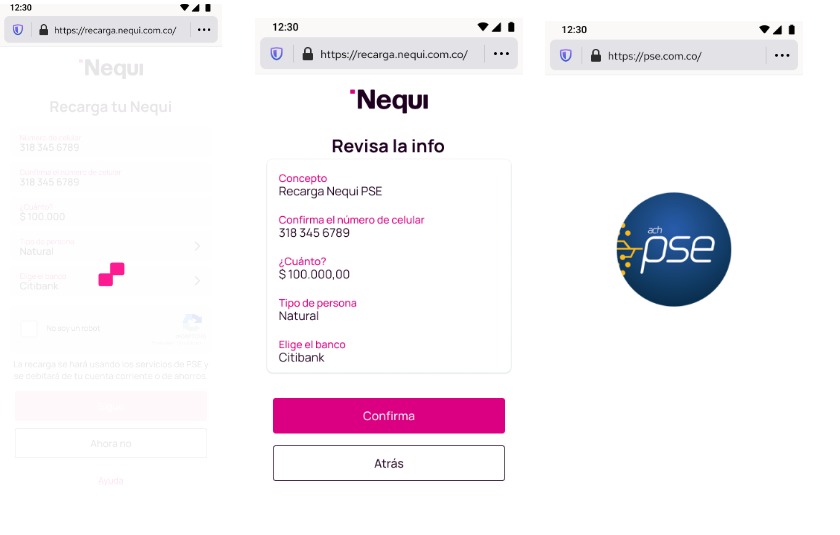 12:30
https://recarga.nequi.com.co/
Nequi
Recarga tu Nequi
Número de celular
318 345 6789
Confirma el número de celular
318 345 6789
¿Cuánto?
$ 100.000
Tipo de persona
Natural
Elige el banco
Citibank
No soy un robot
La recarga se hará usando los servicios de PSE y
se debitará de tu cuenta corriente o de ahorros.
Ahora no
Ayuda
12:30
https://recarga.nequi.com.co/
Nequi
Revisa la info
Concepto
Recarga Nequi PSE
Confirma el número de celular
318 345 6789
¿Cuánto?
$ 100.000,00
Tipo de persona
Natural
Elige el banco
Citibank
Confirma
Atrás
12:30
https://pse.com.co/
ach
pse